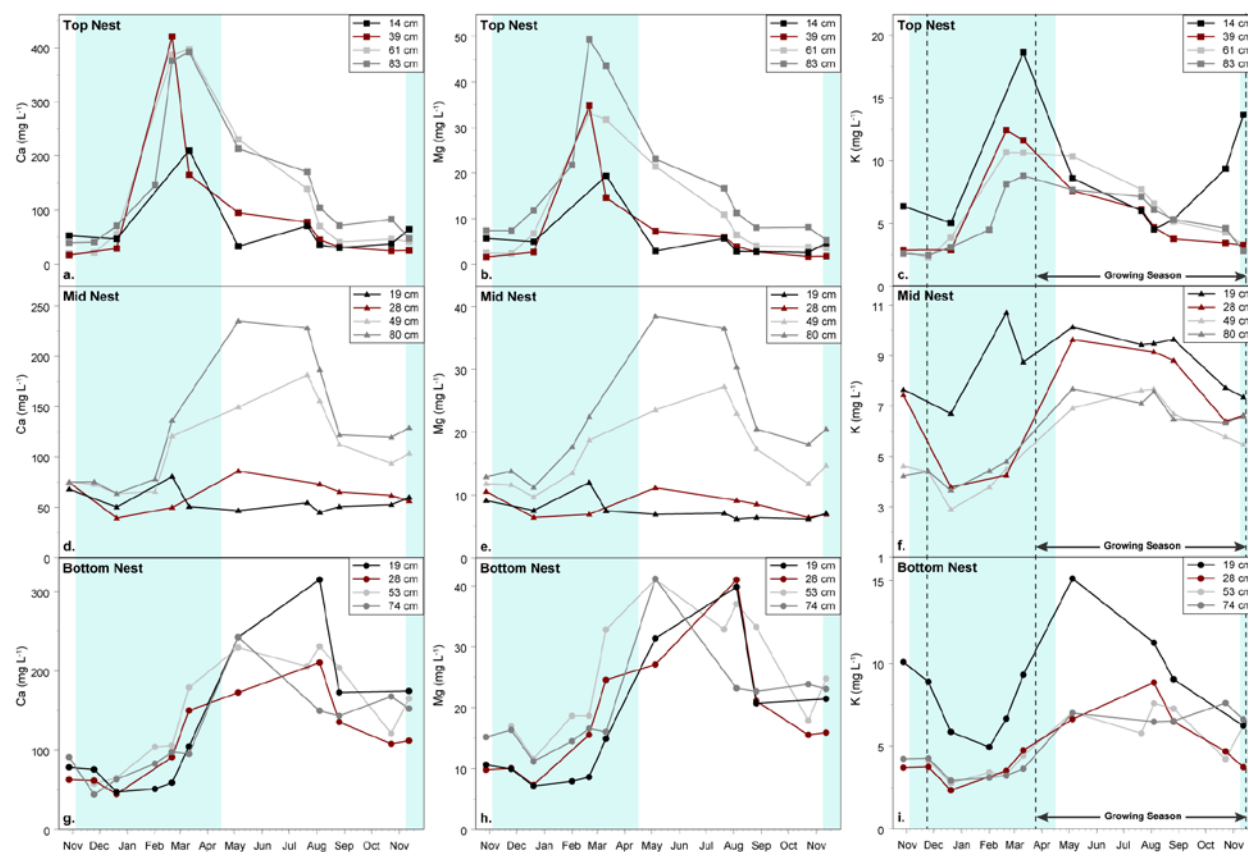 Top Nest
14 cm
39 cm
61 cm
83 cm
400
300
200
100
0
Ca (mg L⁻¹)
a.
Top Nest
14 cm
39 cm
61 cm
83 cm
50
40
30
20
10
0
Mg (mg L⁻¹)
b.
Top Nest
14 cm
39 cm
61 cm
83 cm
20
15
10
5
0
K (mg L⁻¹)
Growing Season
c.
Mid Nest
19 cm
28 cm
49 cm
80 cm
250
200
150
100
50
0
Ca (mg L⁻¹)
d.
Mid Nest
19 cm
28 cm
49 cm
80 cm
40
30
20
10
0
Mg (mg L⁻¹)
e.
Mid Nest
19 cm
28 cm
49 cm
80 cm
11
9
7
5
3
1
K (mg L⁻¹)
Growing Season
f.
Bottom Nest
19 cm
28 cm
53 cm
74 cm
300
200
100
0
Ca (mg L⁻¹)
g.
Nov Dec Jan Feb Mar Apr May Jun Jul Aug Sep Oct Nov
Bottom Nest
19 cm
28 cm
53 cm
74 cm
40
30
20
10
0
Mg (mg L⁻¹)
h.
Nov Dec Jan Feb Mar Apr May Jun Jul Aug Sep Oct Nov
Bottom Nest
19 cm
28 cm
53 cm
74 cm
15
10
5
0
K (mg L⁻¹)
Growing Season
i.
Nov Dec Jan Feb Mar Apr May Jun Jul Aug Sep Oct Nov